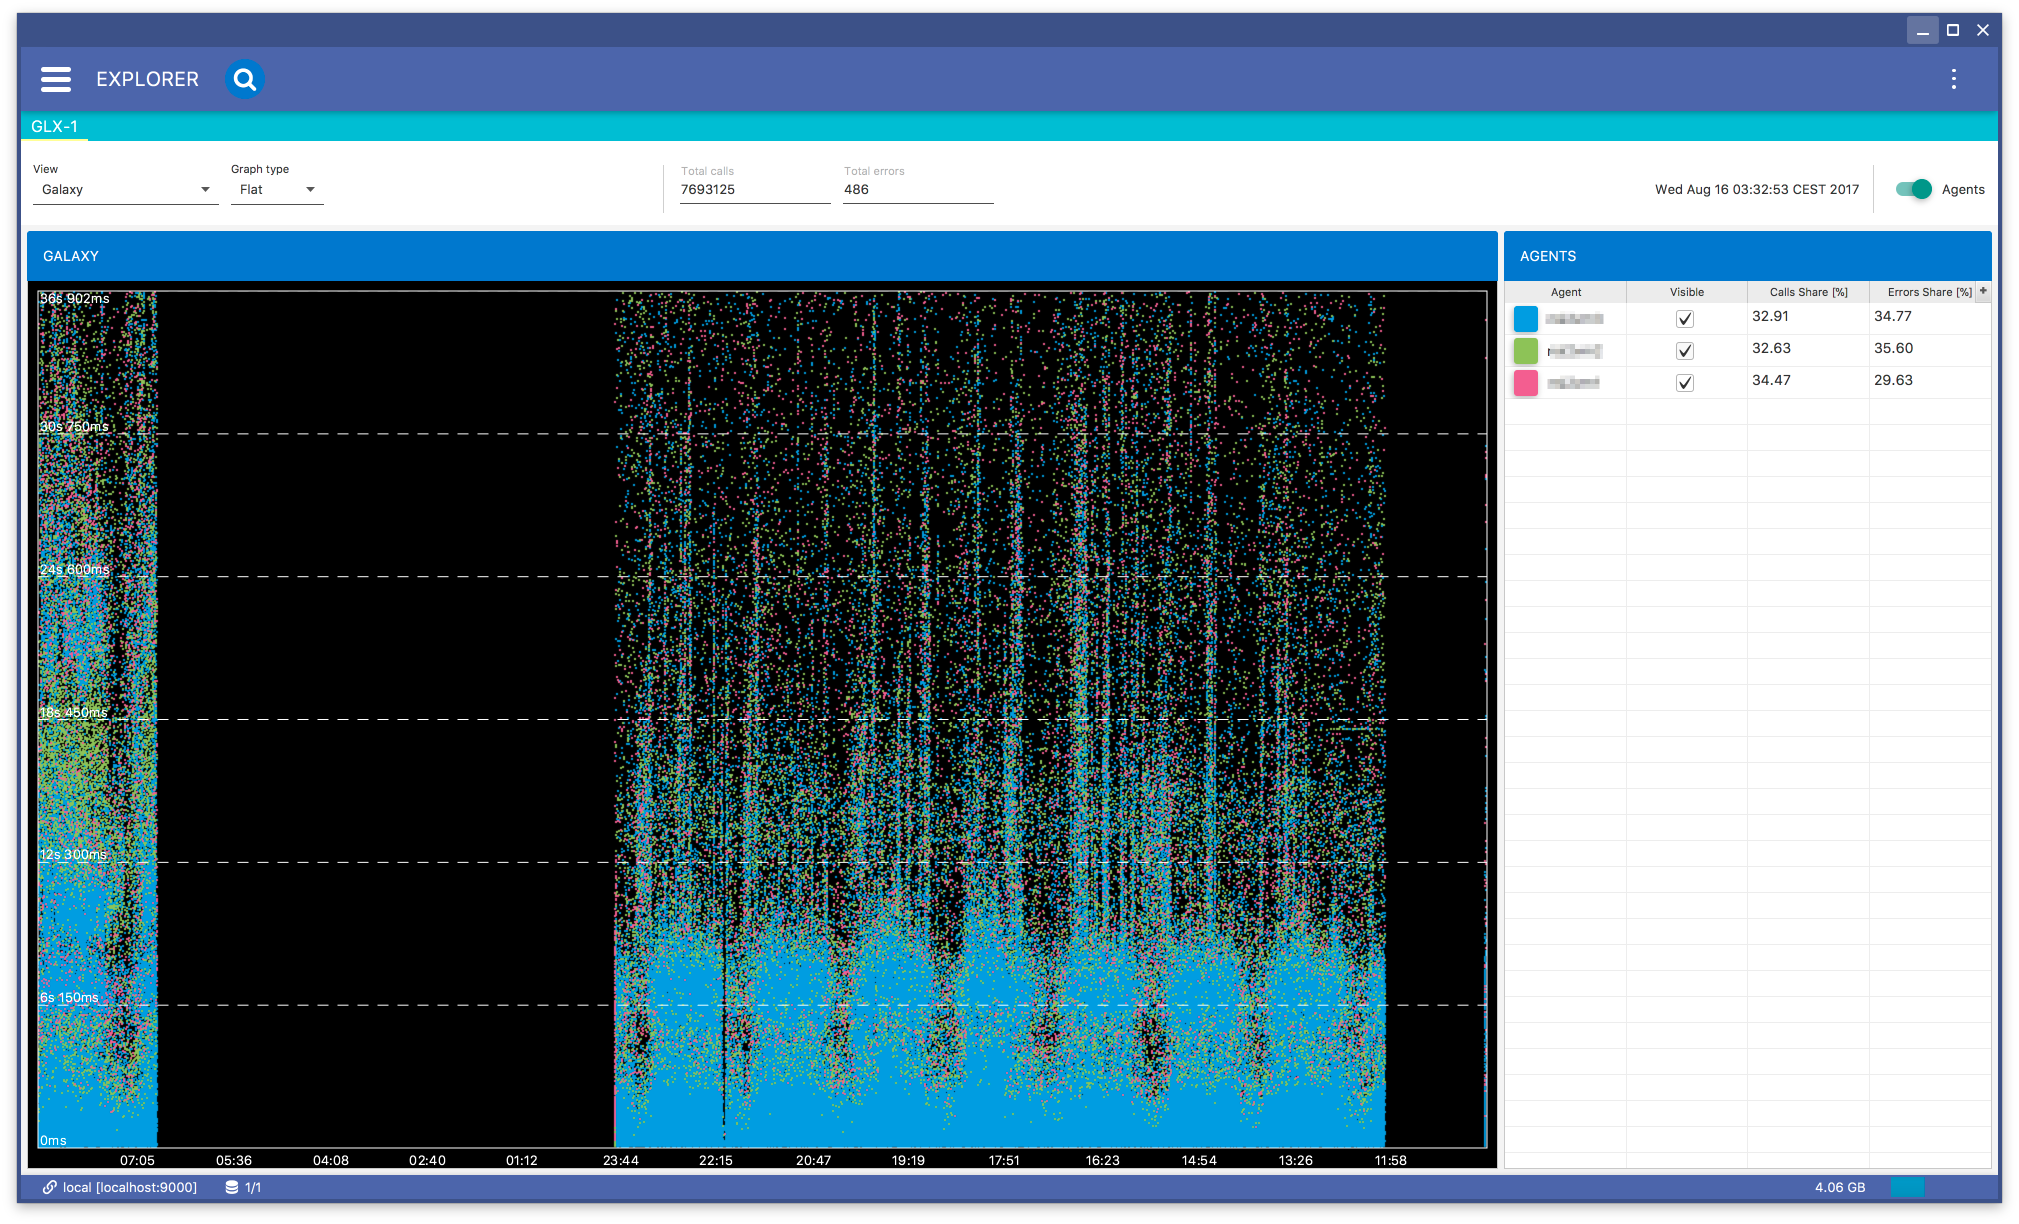 EXPLORER
GLX-1
View
Galaxy
Graph type
Flat
Total calls
7693125
Total errors
486
Wed Aug 16 03:32:53 CEST 2017
Agents
GALAXY
36s 902ms
30s 750ms
24s 600ms
18s 450ms
12s 300ms
6s 150ms
0ms
07:05 05:36 04:08 02:40 01:12 23:44 22:15 20:47 19:19 17:51 16:23 14:54 13:26 11:58
AGENTS
Agent Visible Calls Share [%] Errors Share [%] +
32.91 34.77
32.63 35.60
34.47 29.63
local [localhost:9000] 1/1 4.06 GB